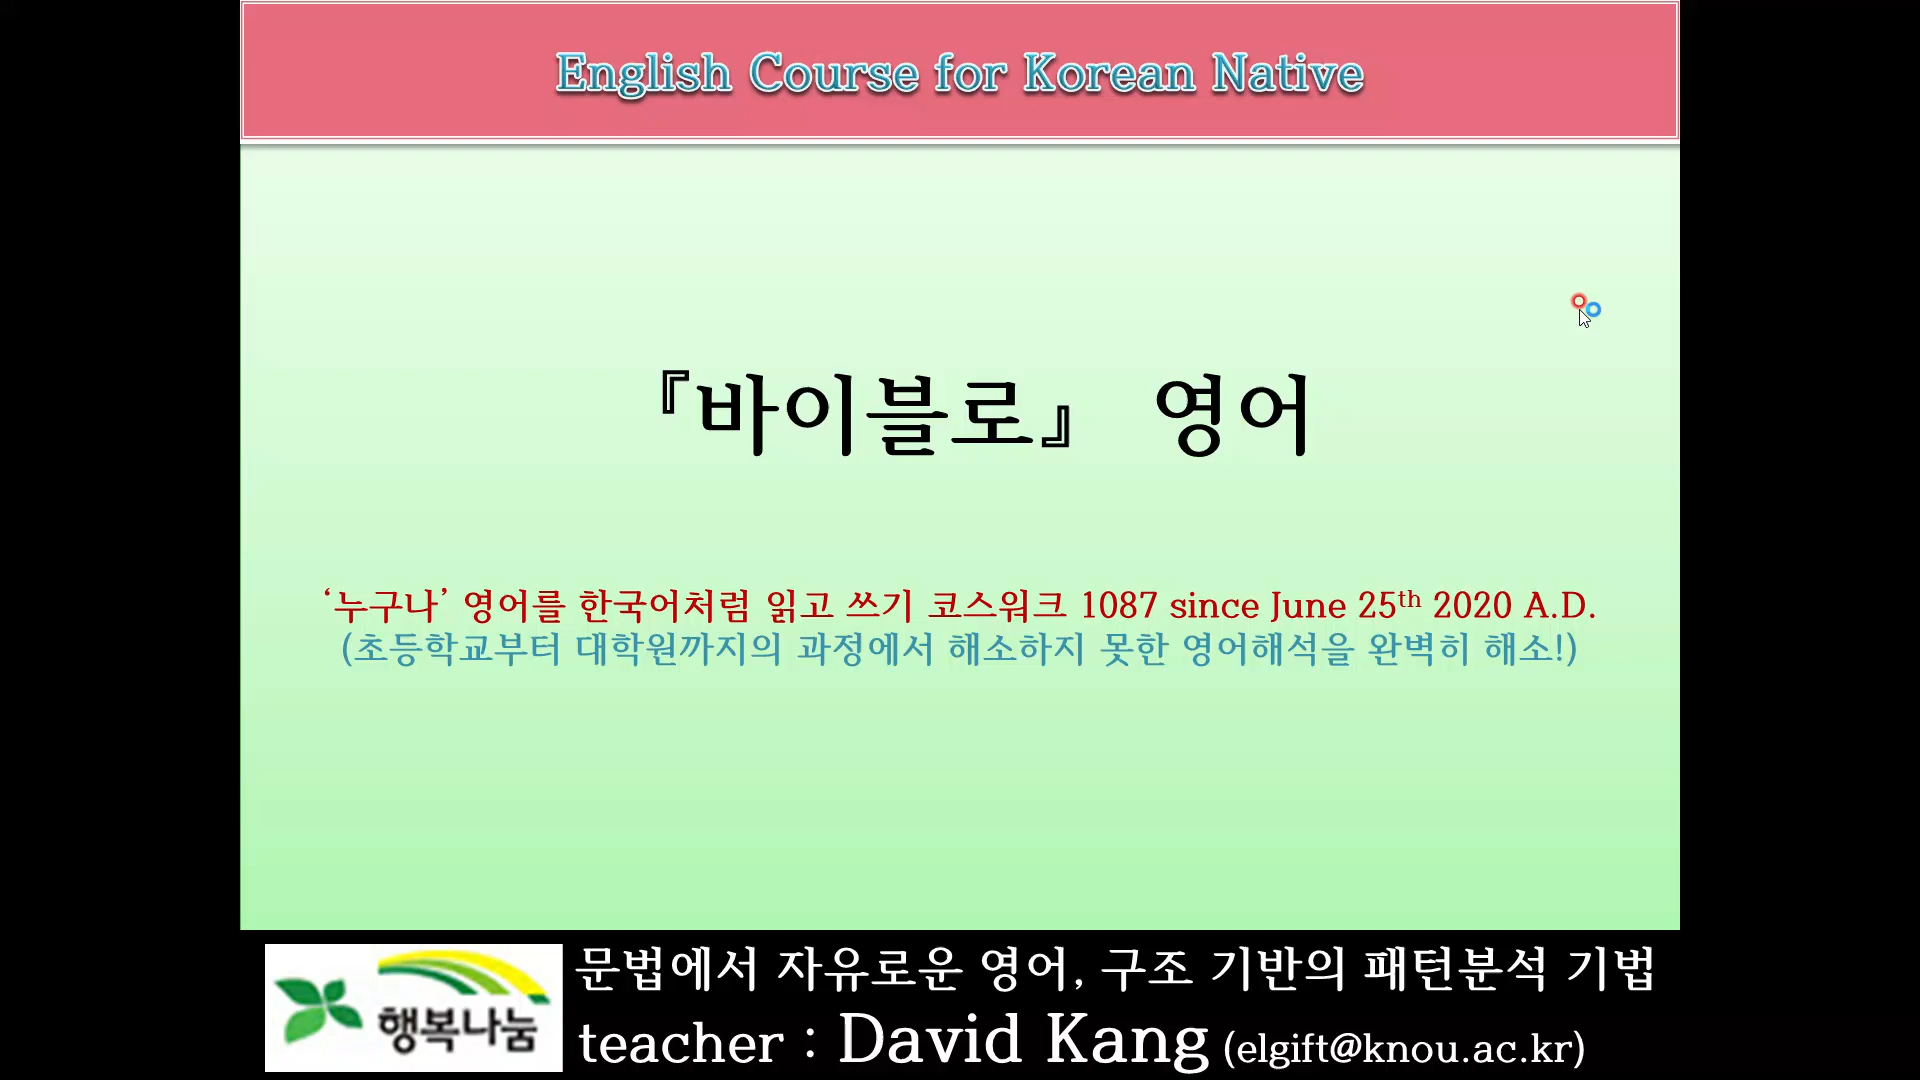 English Course for Korean Native
『바이블로』 영어
‘누구나’ 영어를 한국어처럼 읽고 쓰기 코스워크 1087 since June 25th 2020 A.D.
(초등학교부터 대학원까지의 과정에서 해소하지 못한 영어해석을 완벽히 해소!)
행복나눔
문법에서 자유로운 영어, 구조 기반의 패턴분석 기법
teacher : David Kang (elgift@knou.ac.kr)